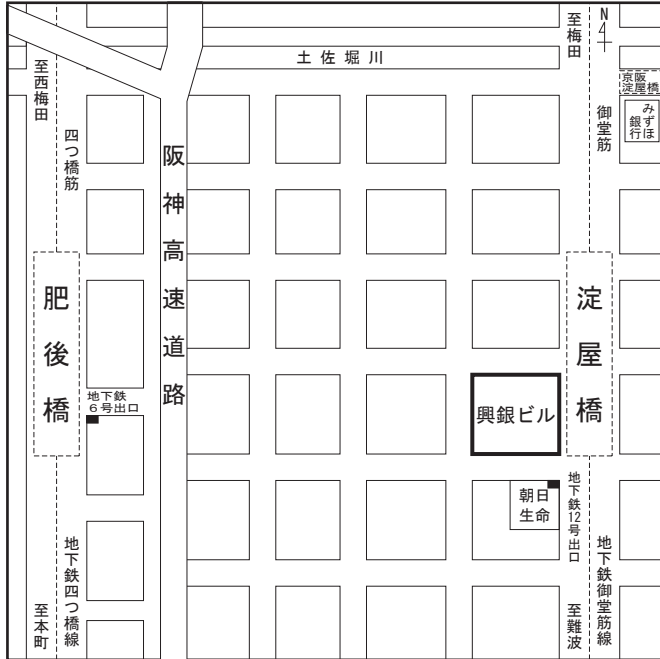 至梅田
N
土佐堀川
京阪
淀屋橋
みずほ
銀行
御堂筋
至西梅田
四つ橋筋
阪神高速道路
肥後橋
淀屋橋
地下鉄
６号出口
興銀ビル
朝日
生命
地下鉄12号出口
地下鉄四つ橋線
地下鉄御堂筋線
至本町
至難波